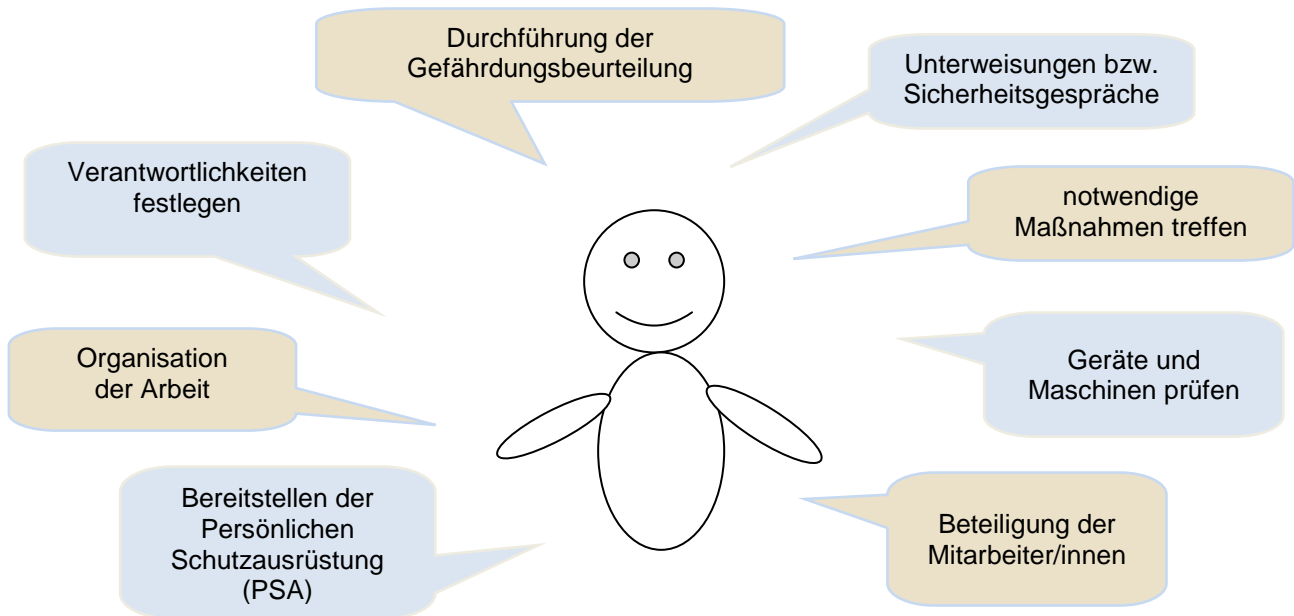 Durchführung der
Gefährdungsbeurteilung
Unterweisungen bzw.
Sicherheitsgespräche
Verantwortlichkeiten
festlegen
notwendige
Maßnahmen treffen
Organisation
der Arbeit
Geräte und
Maschinen prüfen
Bereitstellen der
Persönlichen
Schutzausrüstung
(PSA)
Beteiligung der
Mitarbeiter/innen